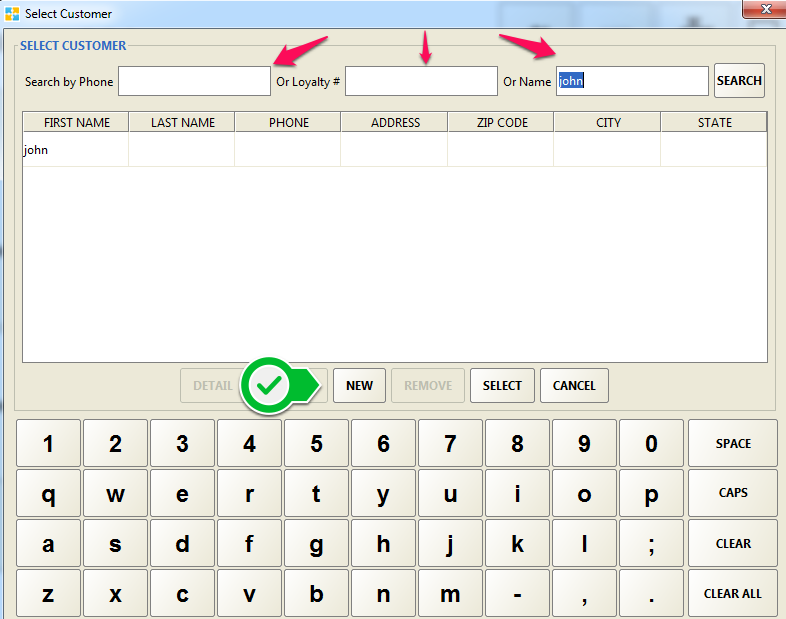 Select Customer
SELECT CUSTOMER
Search by Phone Or Loyalty # Or Name john SEARCH
FIRST NAME LAST NAME PHONE ADDRESS ZIP CODE CITY STATE
john
DETAIL NEW REMOVE SELECT CANCEL
1 2 3 4 5 6 7 8 9 0 SPACE
q w e r t y u i o p CAPS
a s d f g h j k l ; CLEAR
z x c v b n m - , . CLEAR ALL